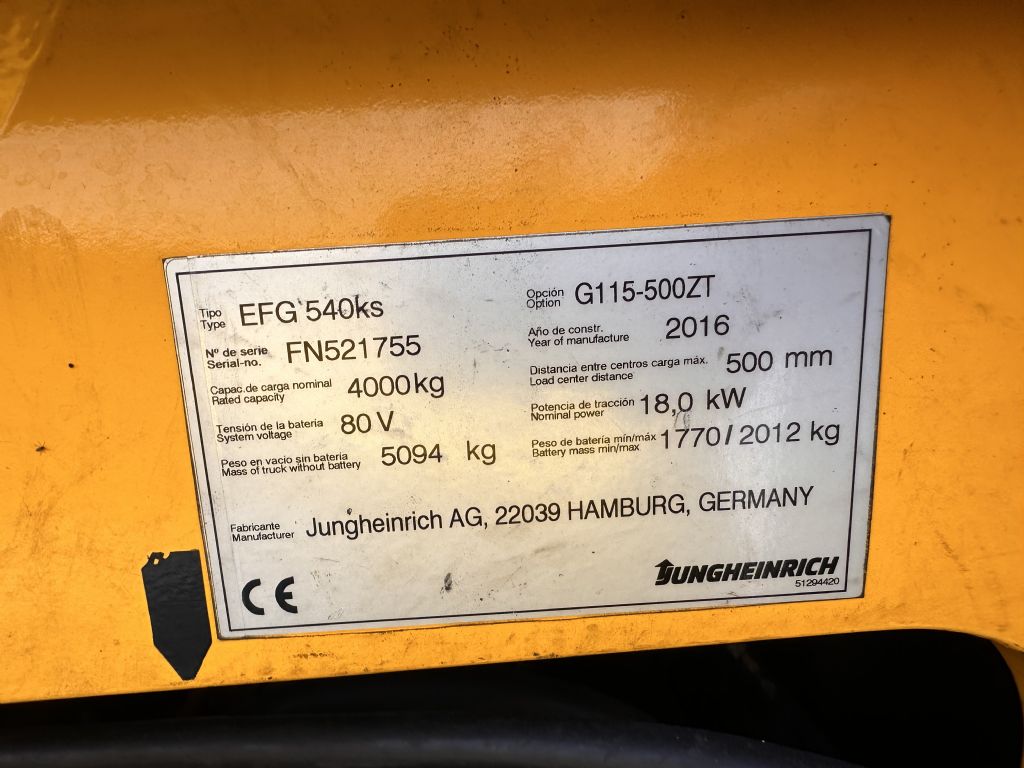 Tipo
Type EFG 540ks
Opción
Option G115-500ZT
Nº de serie
Serial-no. FN521755
Año de constr.
Year of manufacture 2016
Capac.de carga nominal
Rated capacity 4000 kg
Distancia entre centros carga máx.
Load center distance 500 mm
Tensión de la batería
System voltage 80 V
Potencia de tracción
Nominal power 18,0 kW
Peso en vacío sin batería
Mass of truck without battery 5094 kg
Peso de batería mín/máx
Battery mass min/max 1770 / 2012 kg
Fabricante
Manufacturer Jungheinrich AG, 22039 HAMBURG, GERMANY
CE
JUNGHEINRICH
51294420